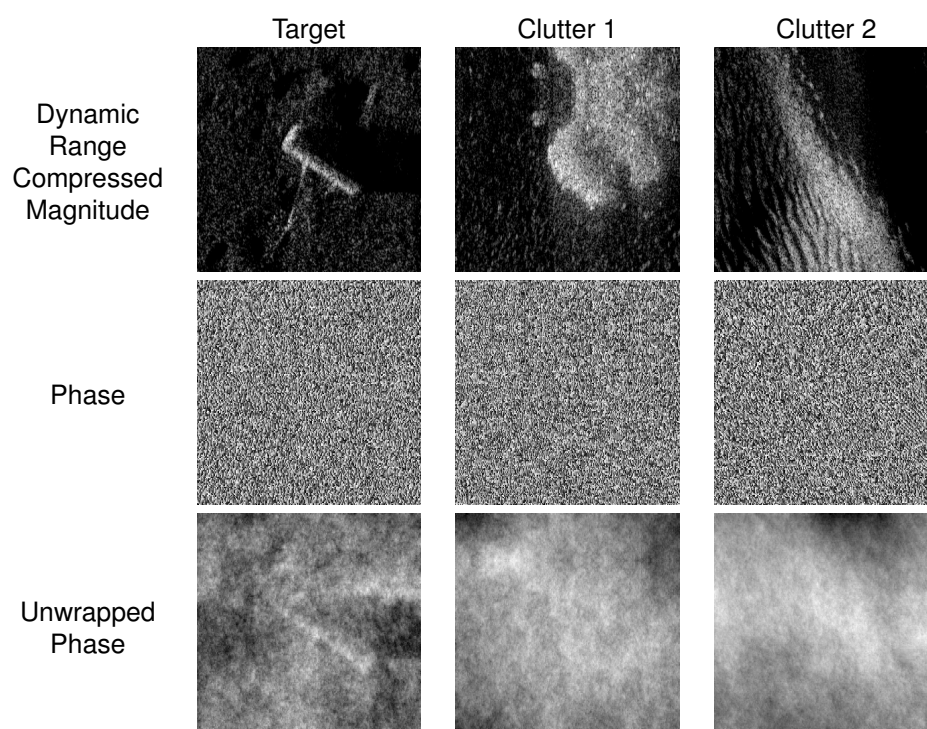 Target
Clutter 1
Clutter 2
Dynamic
Range
Compressed
Magnitude
Phase
Unwrapped
Phase